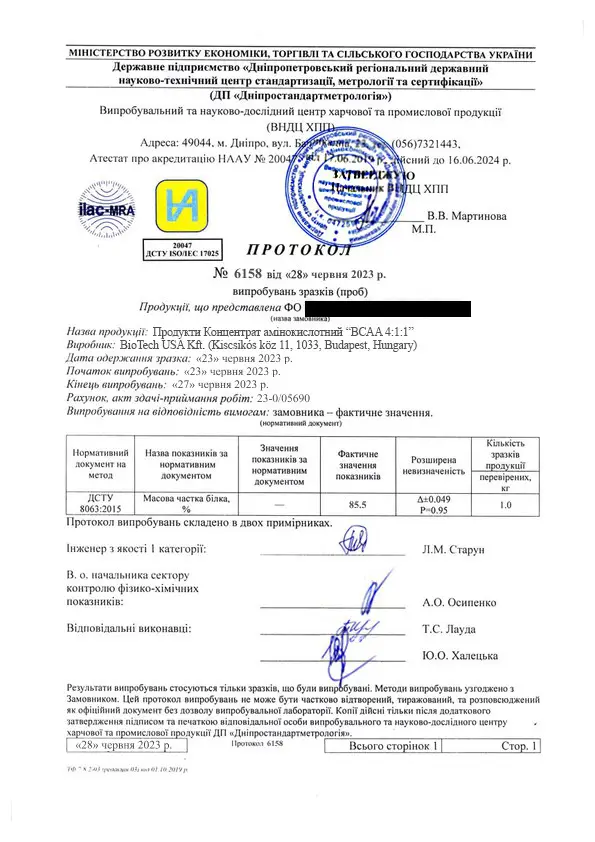 МІНІСТЕРСТВО РОЗВИТКУ ЕКОНОМІКИ, ТОРГІВЛІ ТА СІЛЬСЬКОГО ГОСПОДАРСТВА УКРАЇНИ
Державне підприємство «Дніпропетровський регіональний державний
науково-технічний центр стандартизації, метрології та сертифікації»
(ДП «Дніпростандартметрологія»)
Випробувальний та науково-дослідний центр харчової та промислової продукції
(ВНДЦ ХПП)
Адреса: 49044, м. Дніпро, вул. 23, (056)7321443,
Атестат про акредитацію НААУ № 20047 від 17.06.2019 дійсний до 16.06.2024 р.
ЗАТВЕРДЖУЮ
Начальник ВНДЦ ХПП
В.В. Мартинова
М.П.
ilac-MRA
20047
ДСТУ ISO/IEC 17025
ПРОТОКОЛ
№ 6158 від «28» червня 2023 р.
випробувань зразків (проб)
Продукції, що представлена ФО
(назва замовника)
Назва продукції: Продукти Концентрат амінокислотний “BCAA 4:1:1”
Виробник: BioTech USA Kft. (Kiscsikós köz 11, 1033, Budapest, Hungary)
Дата одержання зразка: «23» червня 2023 р.
Початок випробувань: «23» червня 2023 р.
Кінець випробувань: «27» червня 2023 р.
Рахунок, акт здачі-приймання робіт: 23-0/05690
Випробування на відповідність вимогам: замовника – фактичне значення.
(нормативний документ)
Нормативний документ на метод Назва показників за нормативним документом Значення показників за нормативним документом Фактичне значення показників Розширена невизначеність Кількість зразків продукції перевірених, кг
ДСТУ 8063:2015 Масова частка білка, % — 85.5 Δ±0.049 P=0.95 1.0
Протокол випробувань складено в двох примірниках.
Інженер з якості 1 категорії: Л.М. Старун
В. о. начальника сектору
контролю фізико-хімічних
показників: А.О. Осипенко
Відповідальні виконавці: Т.С. Лауда
Ю.О. Халецька
Результати випробувань стосуються тільки зразків, що були випробувані. Методи випробувань узгоджено з
Замовником. Цей протокол випробувань не може бути частково відтворений, тиражований, та розповсюджений
як офіційний документ без дозволу випробувальної лабораторії. Копії дійсні тільки після додаткового
затвердження підписом та печаткою відповідальної особи випробувального та науково-дослідного центру
харчової та промислової продукції ДП «Дніпростандартметрологія».
«28» червня 2023 р. Протокол 6158 Всього сторінок 1 Стор. 1